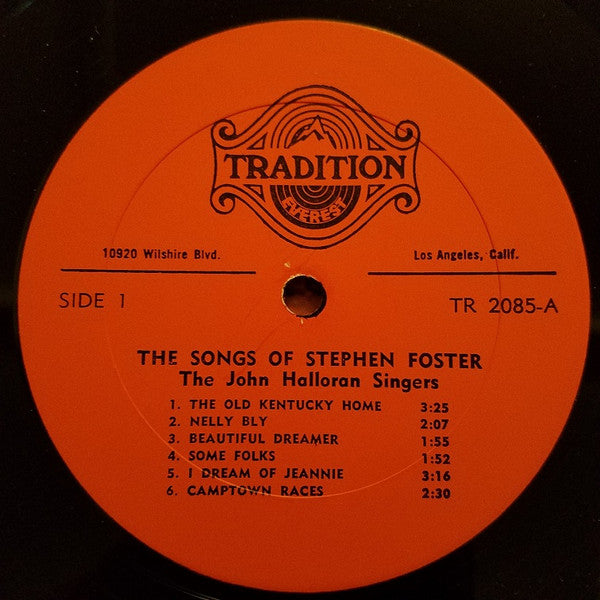 TRADITION
EVEREST
10920 Wilshire Blvd.
Los Angeles, Calif.
SIDE 1
TR 2085-A
THE SONGS OF STEPHEN FOSTER
The John Halloran Singers
1. THE OLD KENTUCKY HOME 3:25
2. NELLY BLY 2:07
3. BEAUTIFUL DREAMER 1:55
4. SOME FOLKS 1:52
5. I DREAM OF JEANNIE 3:16
6. CAMPTOWN RACES 2:30